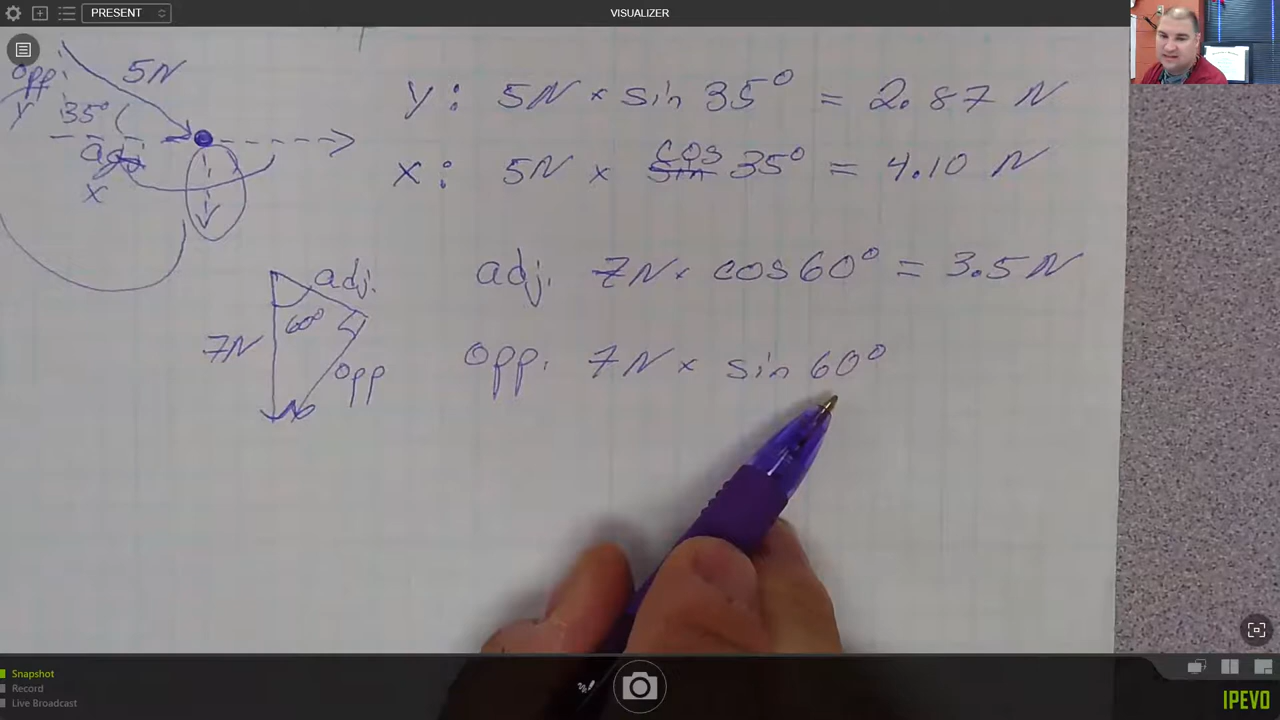 PRESENT
VISUALIZER
opp.
5N
y
35°
adj.
x
y: 5N × sin 35° = 2.87 N
x: 5N × sin cos 35° = 4.10 N
adj.
60°
7N
opp
adj. 7N × cos 60° = 3.5 N
opp. 7N × sin 60°
Snapshot
Record
Live Broadcast
IPEVO